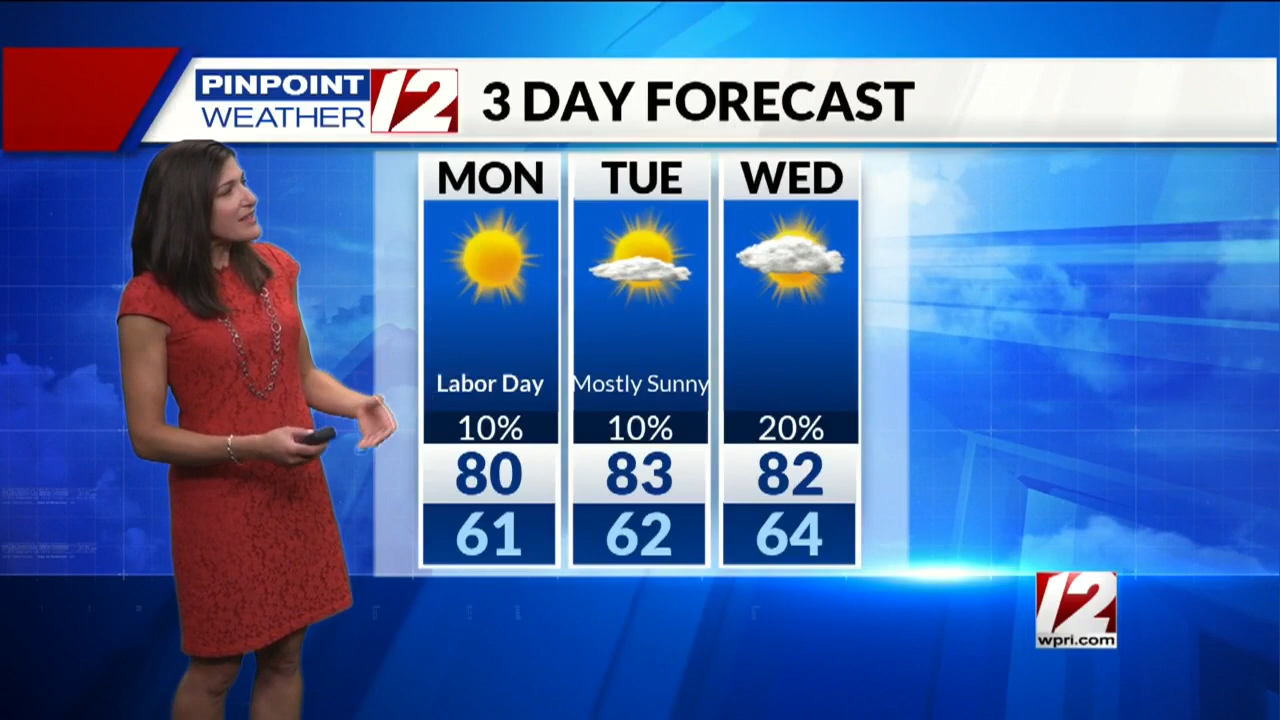 PINPOINT
WEATHER 12
3 DAY FORECAST
MON TUE WED
Labor Day Mostly Sunny
10% 10% 20%
80 83 82
61 62 64
12
wpri.com